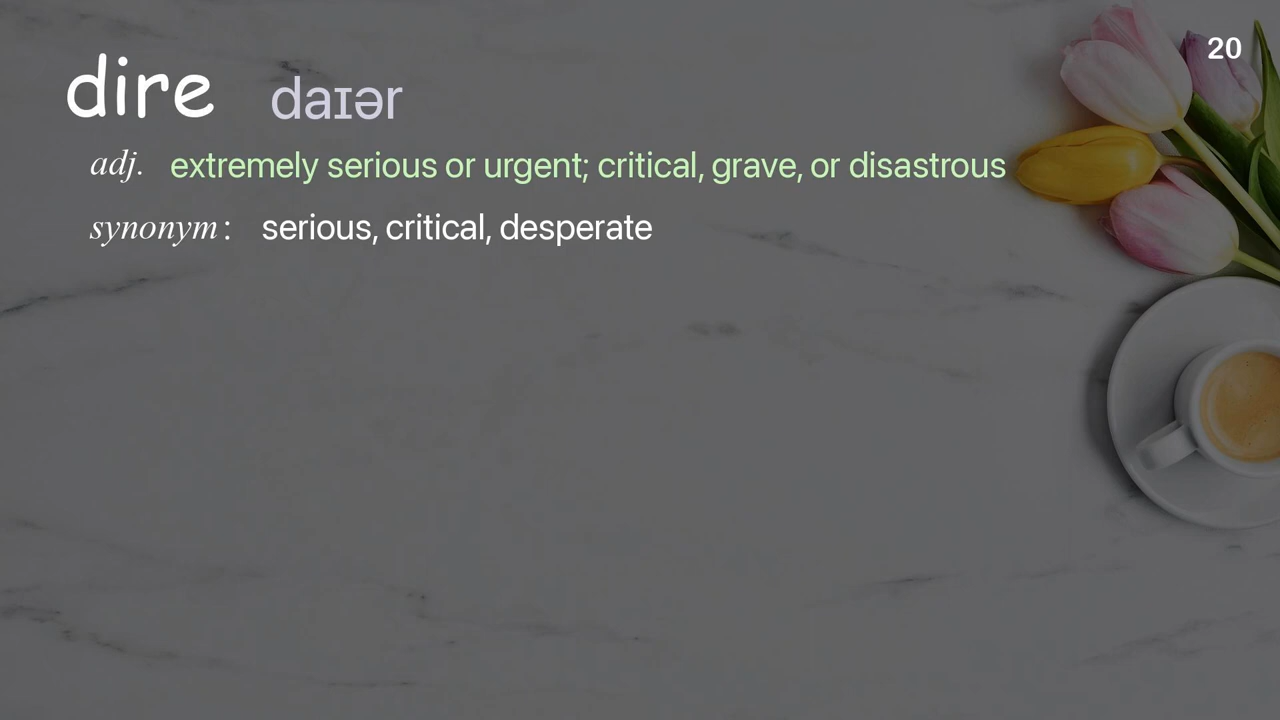 20
dire daɪər
adj. extremely serious or urgent; critical, grave, or disastrous
synonym: serious, critical, desperate